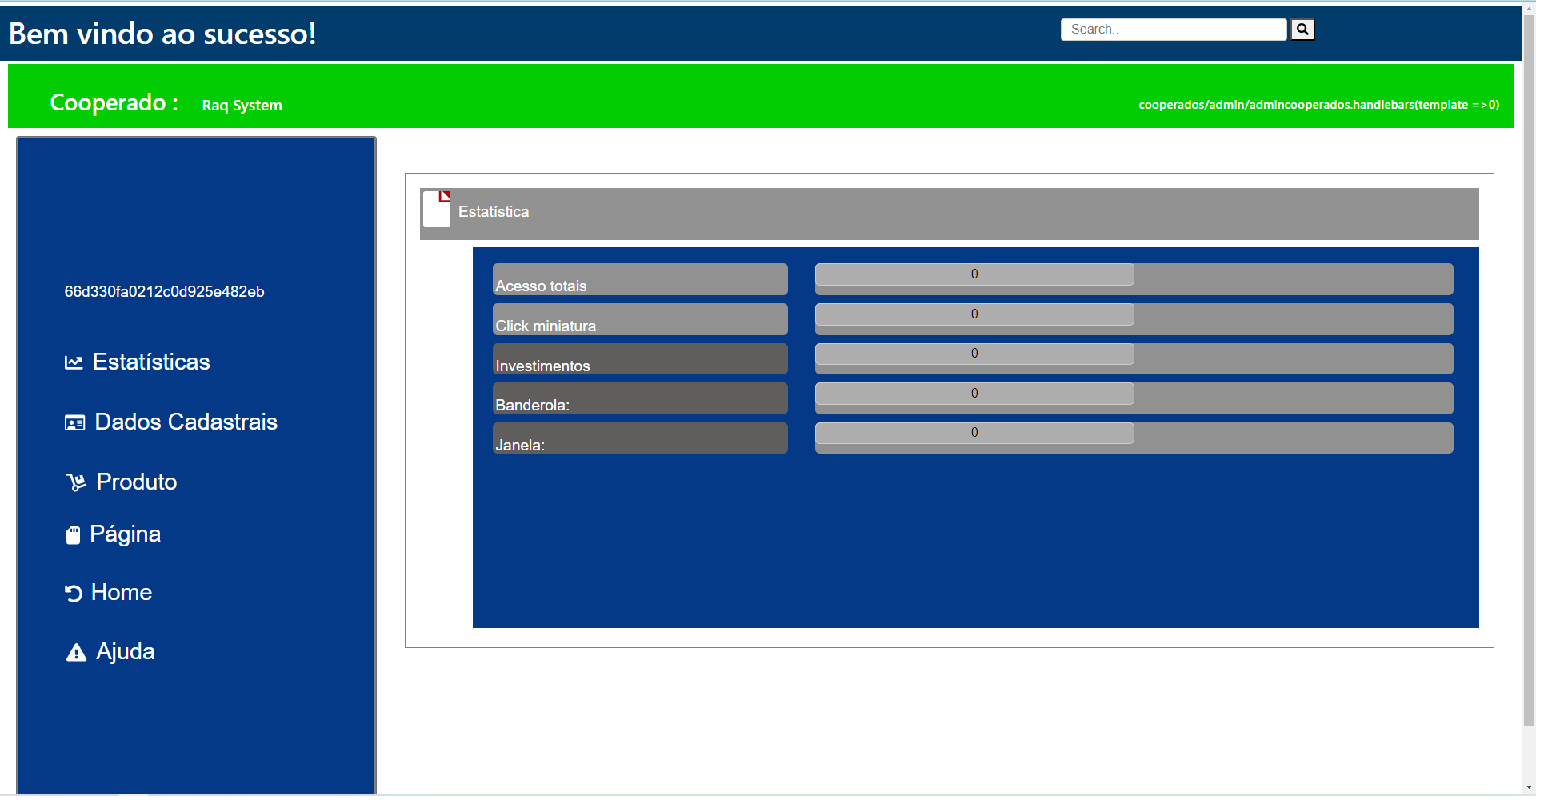 Bem vindo ao sucesso!
Search..
Cooperado : Raq System
cooperados/admin/admincooperados.handlebars(template =>0)
66d330fa0212c0d925e482eb
Estatísticas
Dados Cadastrais
Produto
Página
Home
Ajuda
Estatística
Acesso totais 0
Click miniatura 0
Investimentos 0
Banderola: 0
Janela: 0